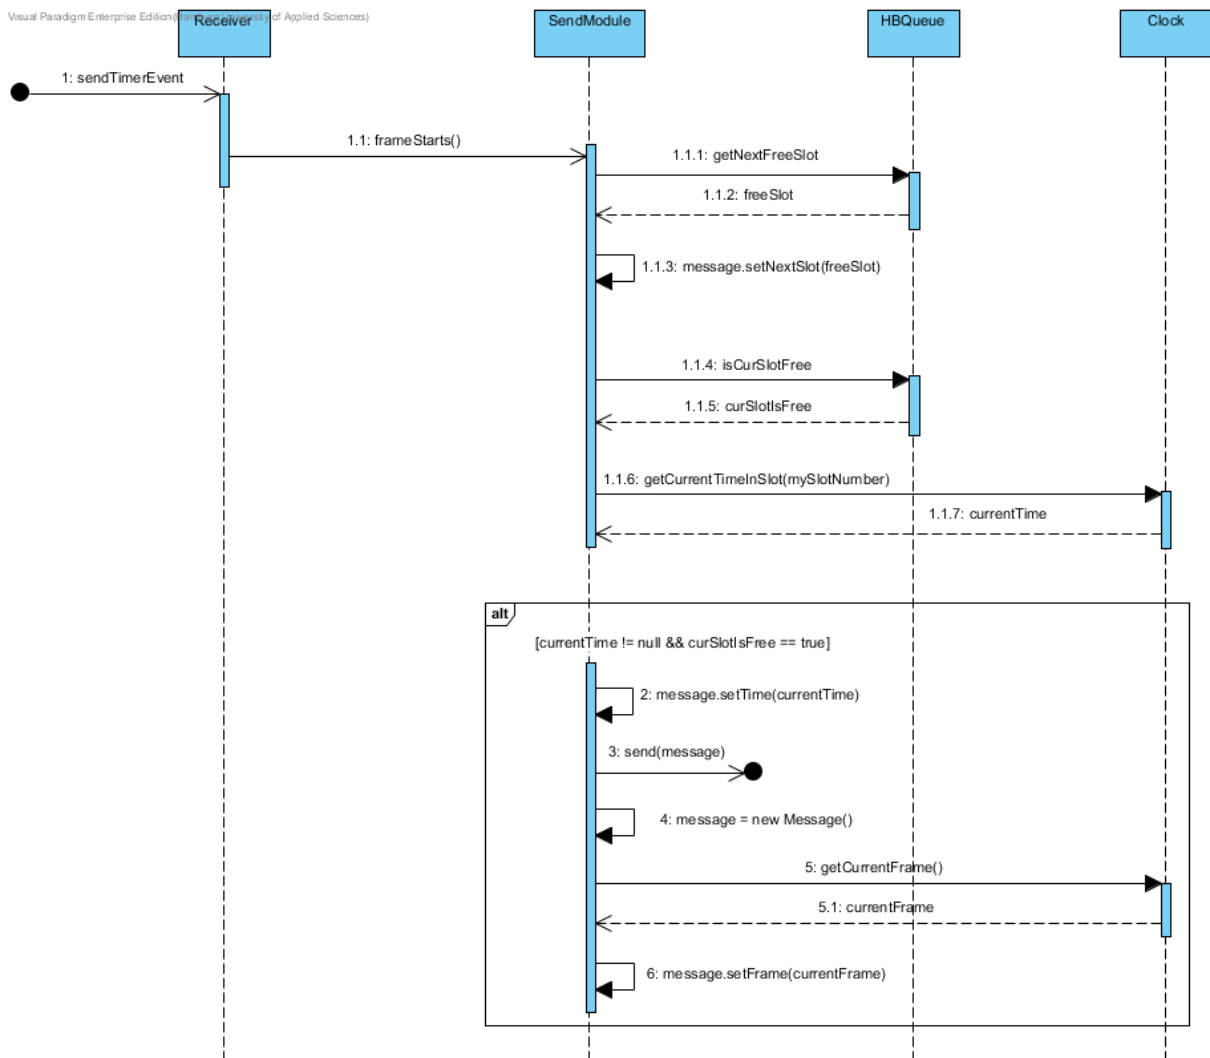 Visual Paradigm Enterprise Edition(Hamburg University of Applied Sciences)
Receiver
SendModule
HBQueue
Clock
1: sendTimerEvent
1.1: frameStarts()
1.1.1: getNextFreeSlot
1.1.2: freeSlot
1.1.3: message.setNextSlot(freeSlot)
1.1.4: isCurSlotFree
1.1.5: curSlotIsFree
1.1.6: getCurrentTimeInSlot(mySlotNumber)
1.1.7: currentTime
alt
[currentTime != null && curSlotIsFree == true]
2: message.setTime(currentTime)
3: send(message)
4: message = new Message()
5: getCurrentFrame()
5.1: currentFrame
6: message.setFrame(currentFrame)